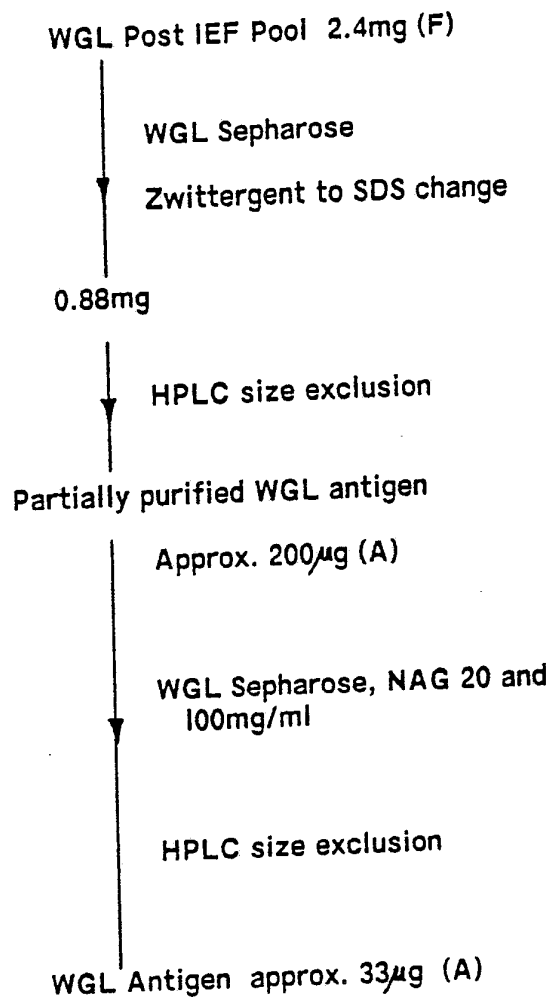 WGL Post IEF Pool 2.4mg (F)
WGL Sepharose
Zwittergent to SDS change
0.88mg
HPLC size exclusion
Partially purified WGL antigen
Approx. 200μg (A)
WGL Sepharose, NAG 20 and
100mg/ml
HPLC size exclusion
WGL Antigen approx. 33μg (A)